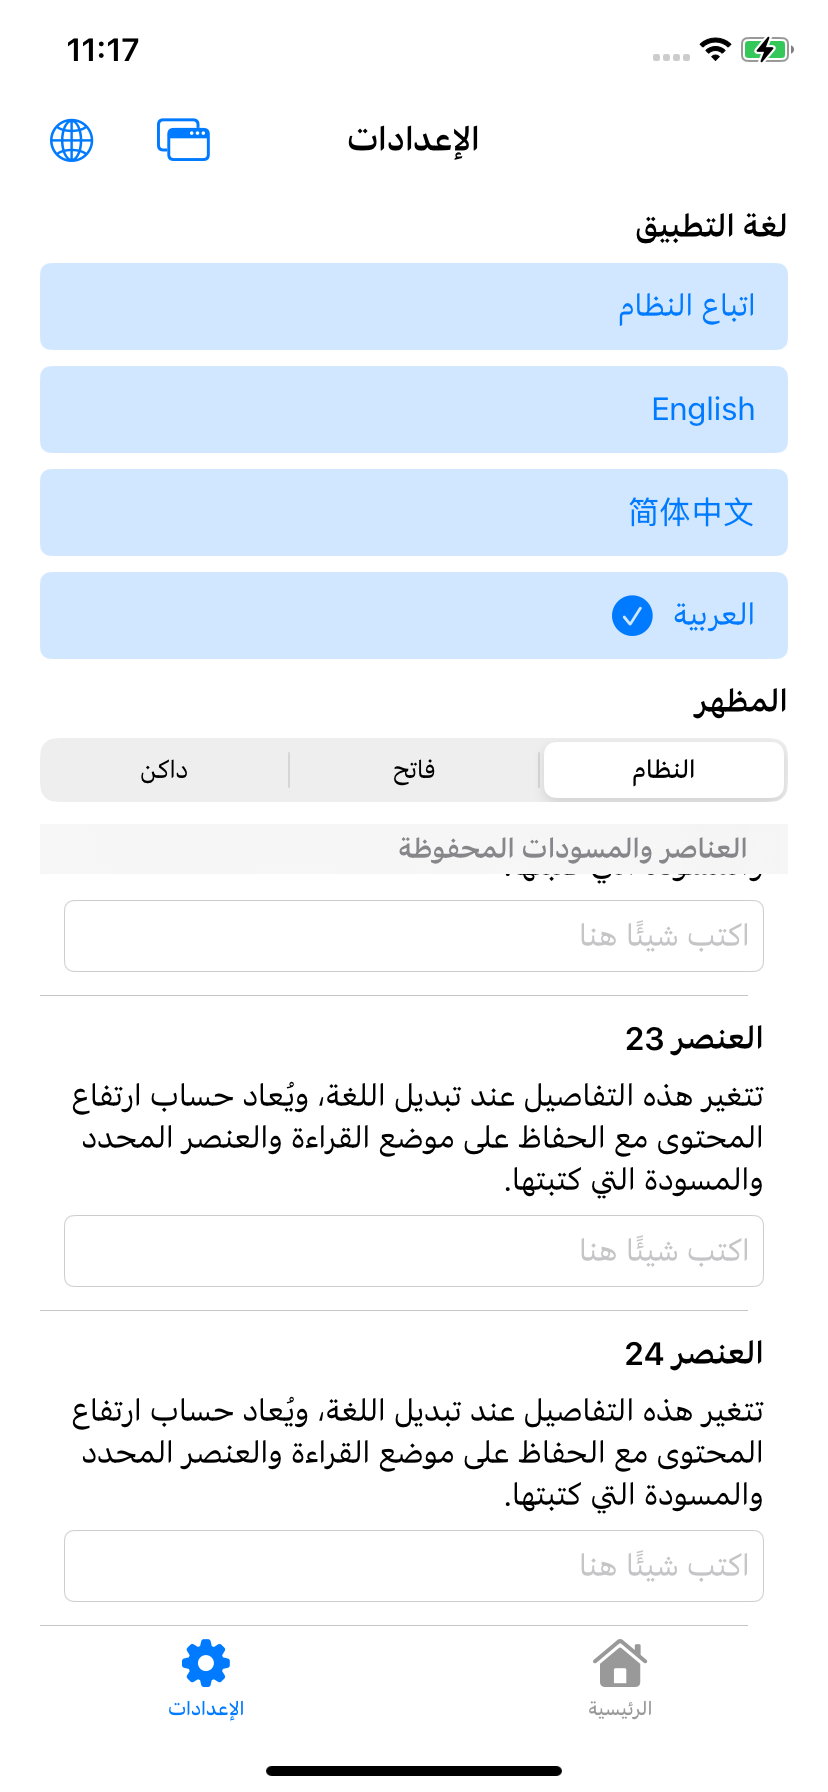 11:17
الإعدادات
لغة التطبيق
اتباع النظام
English
简体中文
العربية
المظهر
النظام
فاتح
داكن
العناصر والمسودات المحفوظة
اكتب شيئًا هنا
العنصر 23
تتغير هذه التفاصيل عند تبديل اللغة، ويُعاد حساب ارتفاع
المحتوى مع الحفاظ على موضع القراءة والعنصر المحدد
والمسودة التي كتبتها.
اكتب شيئًا هنا
العنصر 24
تتغير هذه التفاصيل عند تبديل اللغة، ويُعاد حساب ارتفاع
المحتوى مع الحفاظ على موضع القراءة والعنصر المحدد
والمسودة التي كتبتها.
اكتب شيئًا هنا
الرئيسية
الإعدادات